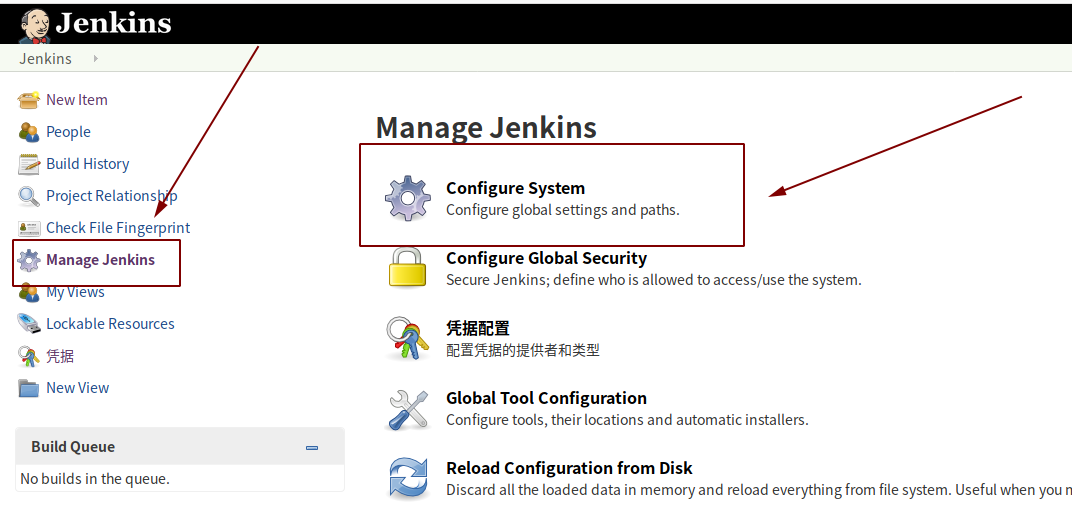 Jenkins
Jenkins
New Item
People
Build History
Project Relationship
Check File Fingerprint
Manage Jenkins
My Views
Lockable Resources
凭据
New View
Build Queue
No builds in the queue.
Manage Jenkins
Configure System
Configure global settings and paths.
Configure Global Security
Secure Jenkins; define who is allowed to access/use the system.
凭据配置
配置凭据的提供者和类型
Global Tool Configuration
Configure tools, their locations and automatic installers.
Reload Configuration from Disk
Discard all the loaded data in memory and reload everything from file system. Useful when you